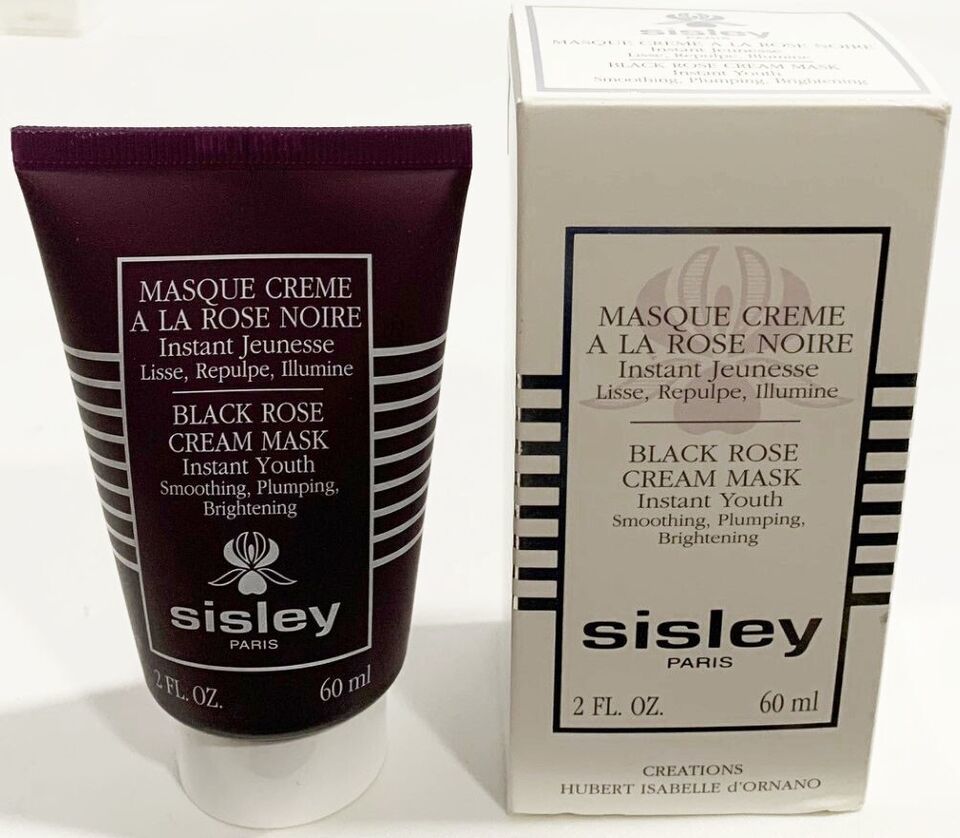 MASQUE CREME
A LA ROSE NOIRE
Instant Jeunesse
Lisse, Repulpe, Illumine
BLACK ROSE
CREAM MASK
Instant Youth
Smoothing, Plumping,
Brightening
sisley
PARIS
2 FL. OZ. 60 ml
sisley
PARIS
MASQUE CREME A LA ROSE NOIRE
Instant Jeunesse
Lisse, Repulpe, Illumine
BLACK ROSE CREAM MASK
Instant Youth
Smoothing, Plumping, Brightening
MASQUE CREME
A LA ROSE NOIRE
Instant Jeunesse
Lisse, Repulpe, Illumine
BLACK ROSE
CREAM MASK
Instant Youth
Smoothing, Plumping,
Brightening
sisley
PARIS
2 FL. OZ. 60 ml
CREATIONS
HUBERT ISABELLE d'ORNANO